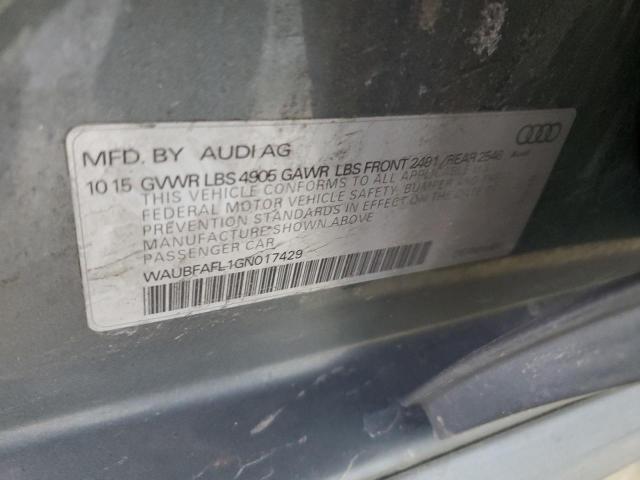 MFD. BY AUDI AG
10 15 GVWR LBS 4905 GAWR LBS FRONT 2491/REAR 2546
THIS VEHICLE CONFORMS TO ALL APPLICABLE
FEDERAL MOTOR VEHICLE SAFETY, BUMPER AND
PREVENTION STANDARDS IN EFFECT ON THE DATE OF
MANUFACTURE SHOWN ABOVE
PASSENGER CAR
WAUBFAFL1GN017429
Audi